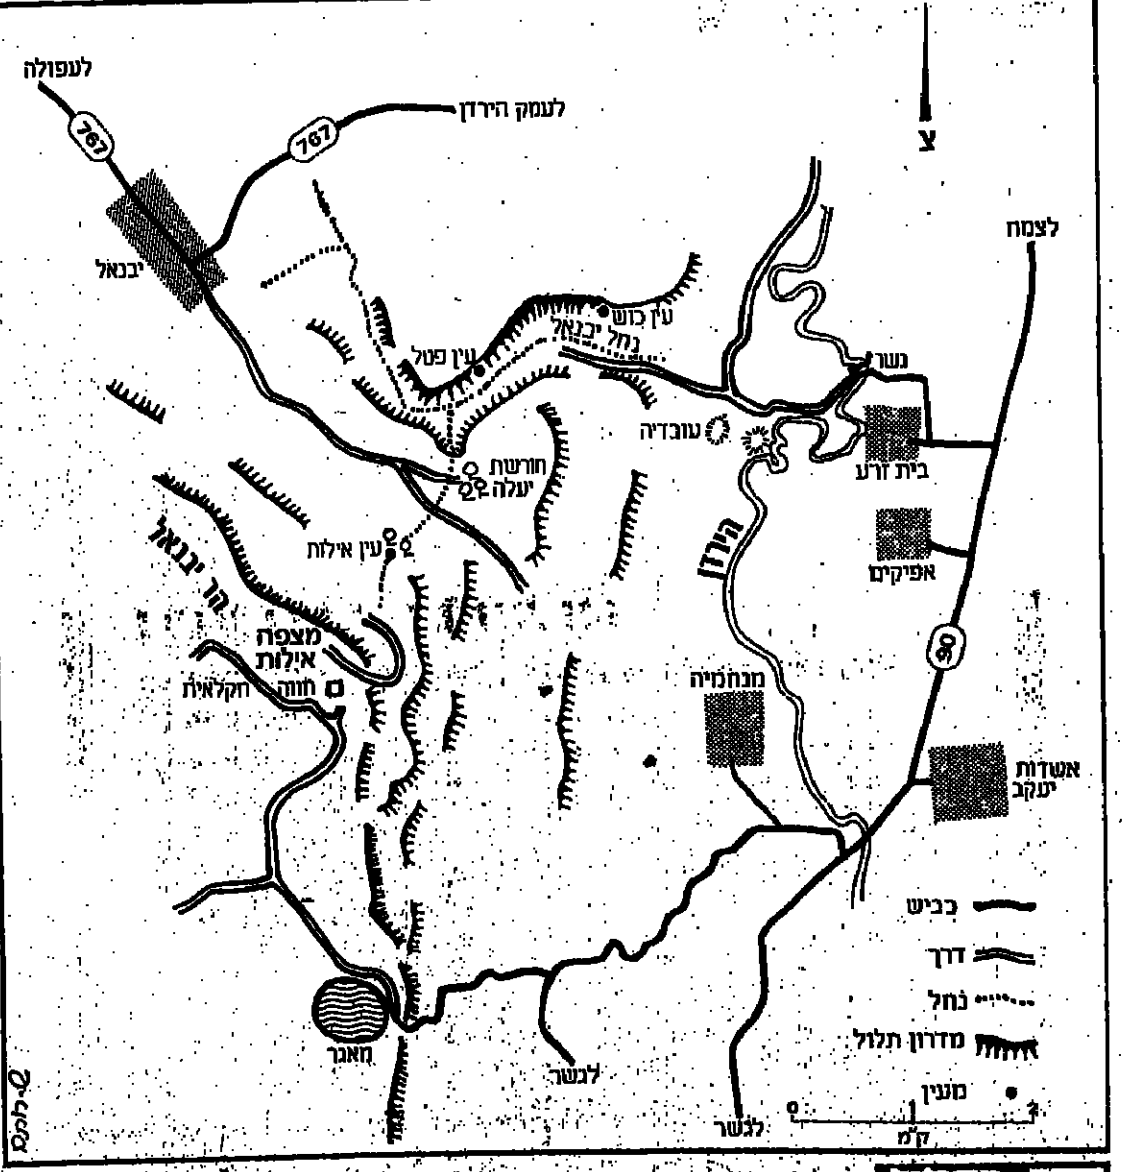 לעפולה
767
767
לעמק הירדן
צ
לצמח
יבנאל
עין כוש
נחל יבנאל
עין פטל
גשר
עובדיה
בית זרע
חורשת
יעלה
עין אילות
הירדן
אפיקים
הר יבנאל
מצפה
אילות
חווה חקלאית
מנחמיה
90
אשדות
יעקב
כביש
דרך
נחל
מדרון תלול
מעין
מאגר
לגשר
לגשר
0 1 2
ק"מ